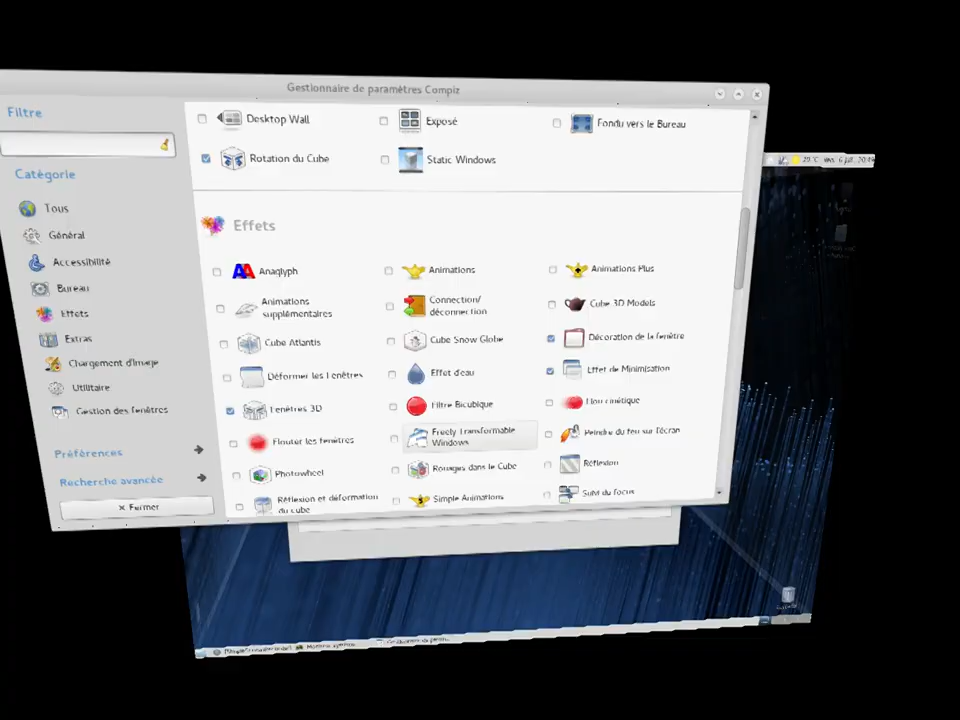 Gestionnaire de paramètres Compiz
Filtre
Catégorie
Tous
Général
Accessibilité
Bureau
Effets
Extras
Chargement d'image
Utilitaire
Gestion des fenêtres
Préférences
Recherche avancée
Fermer
Desktop Wall
Exposé
Fondu vers le Bureau
Rotation du Cube
Static Windows
Effets
Anaglyph
Animations
Animations Plus
Animations
supplémentaires
Connection/
déconnection
Cube 3D Models
Cube Atlantis
Cube Snow Globe
Décoration de la fenêtre
Déformer les fenêtres
Effet d'eau
Effet de Minimisation
Fenêtres 3D
Filtre Bicubique
Flou cinétique
Flouter les fenêtres
Freely Transformable
Windows
Peindre du feu sur l'écran
Photowheel
Rouages dans le Cube
Réflexion
Réflexion et déformation
du cube
Simple Animations
Suivi du focus